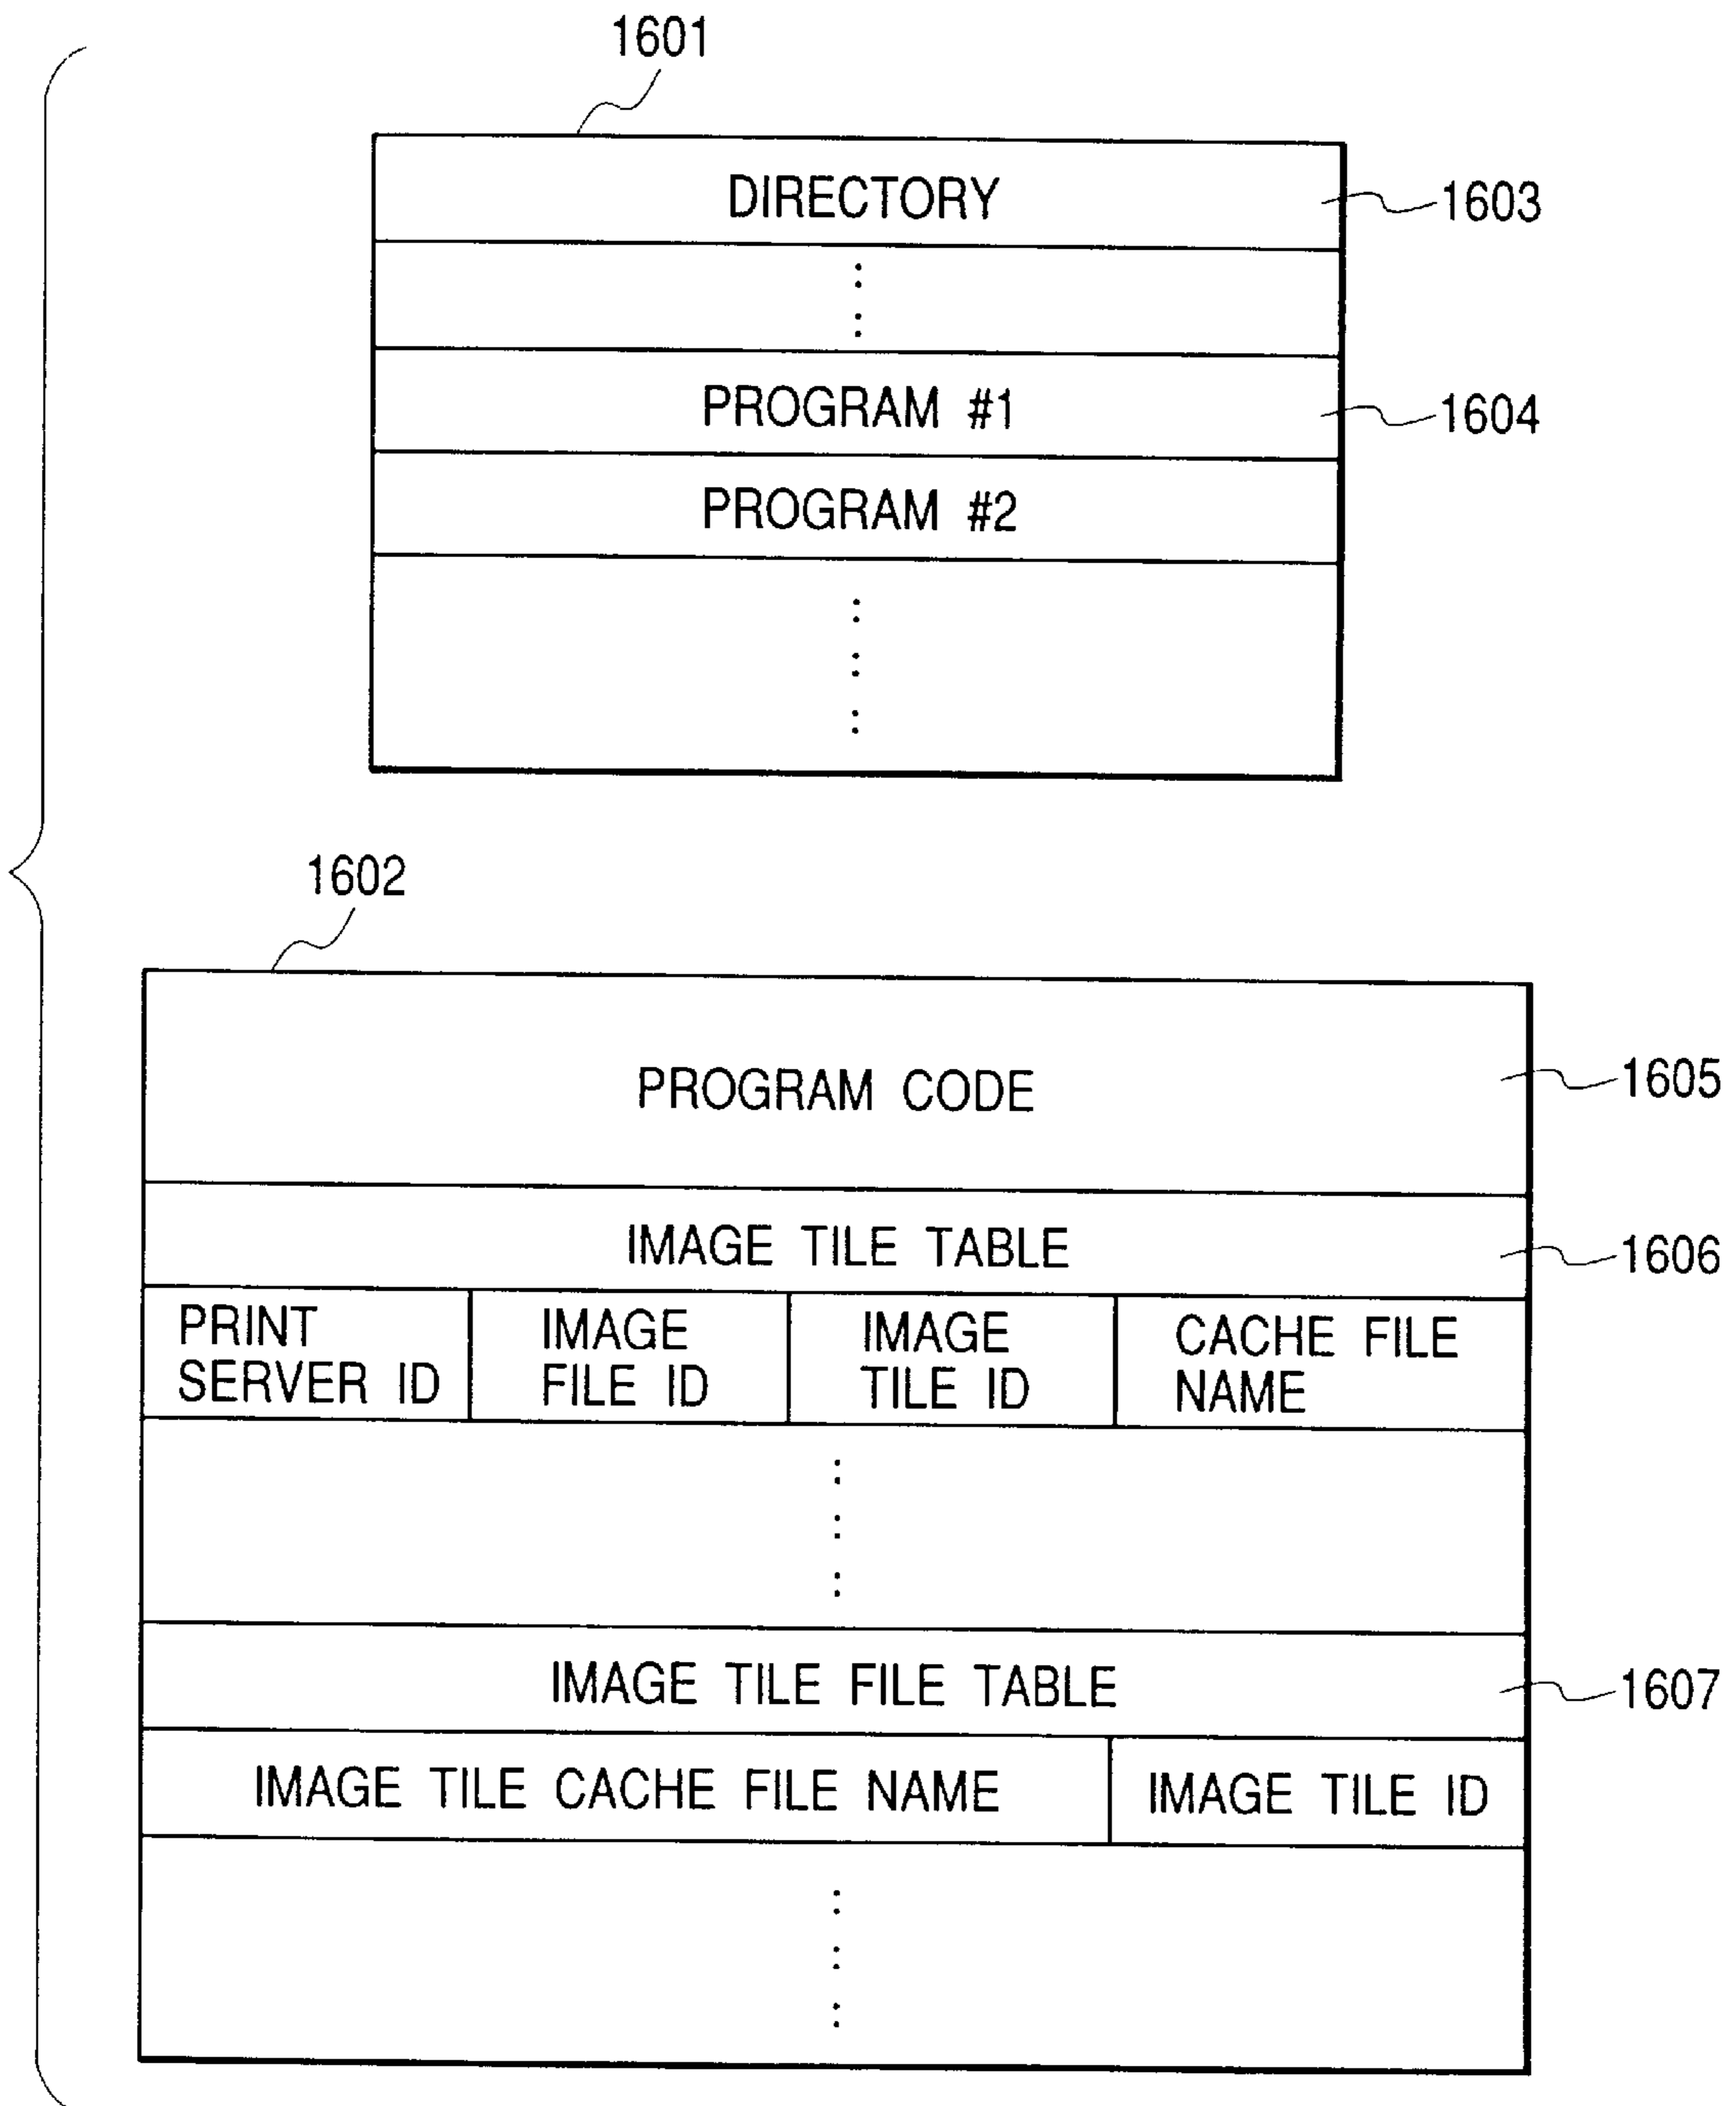 1601
DIRECTORY
1603
PROGRAM #1
1604
PROGRAM #2
1602
PROGRAM CODE
1605
IMAGE TILE TABLE
1606
PRINT
SERVER ID
IMAGE
FILE ID
IMAGE
TILE ID
CACHE FILE
NAME
IMAGE TILE FILE TABLE
1607
IMAGE TILE CACHE FILE NAME
IMAGE TILE ID